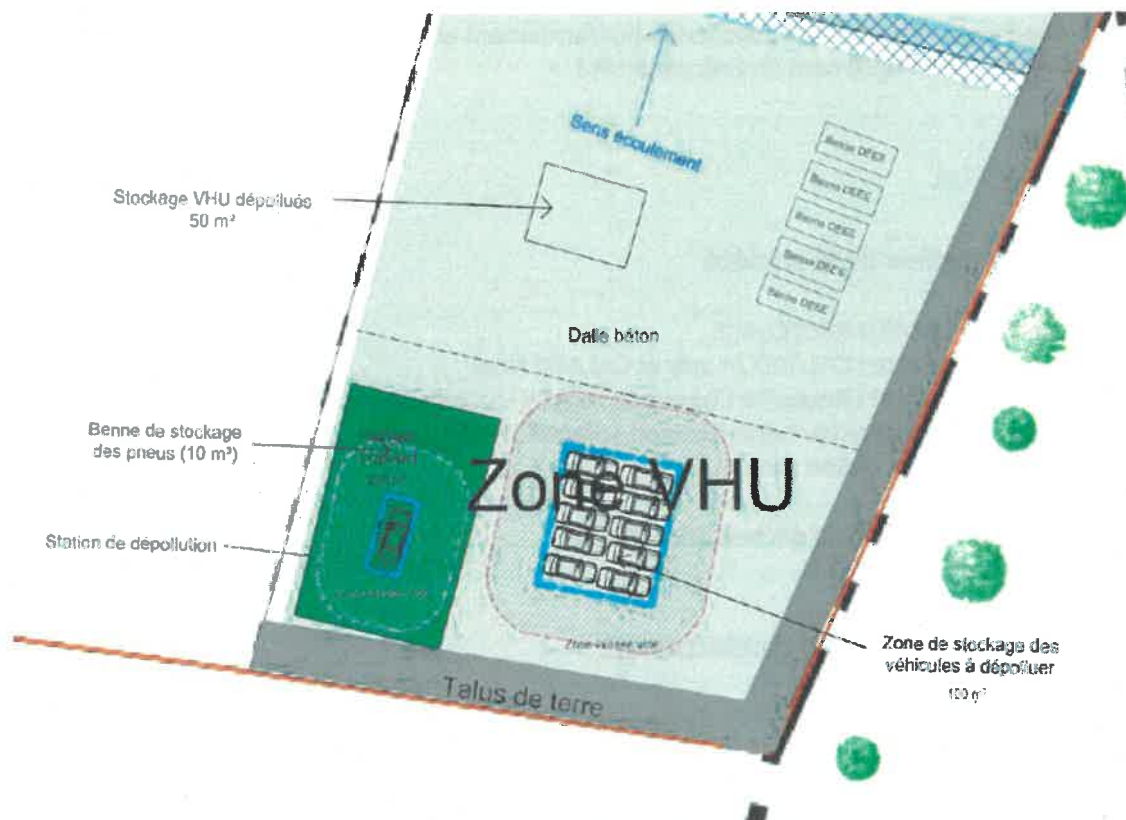 Sens écoulement
Benne DEEE
Benne DEEE
Benne DEEE
Benne DEEE
Benne DEEE
Stockage VHU dépollués
50 m²
Dalle béton
Benne de stockage
des pneus (10 m³)
Zone VHU
Station de dépollution
Zone de stockage des
véhicules à dépolluer
100 m²
Talus de terre